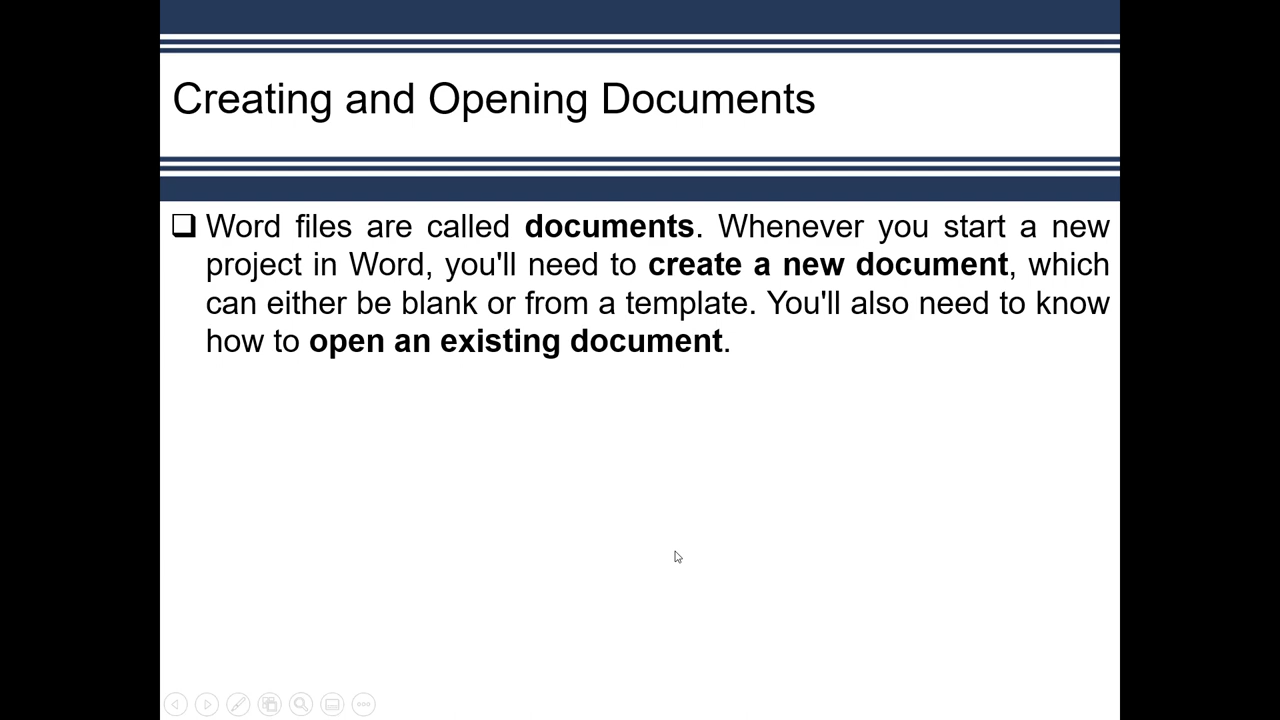 Creating and Opening Documents
Word files are called documents. Whenever you start a new
project in Word, you'll need to create a new document, which
can either be blank or from a template. You'll also need to know
how to open an existing document.